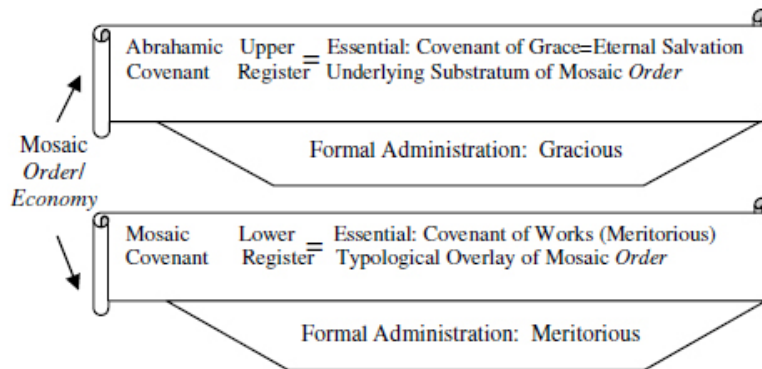 Abrahamic Upper = Essential: Covenant of Grace=Eternal Salvation
Covenant Register Underlying Substratum of Mosaic Order
Formal Administration: Gracious
Mosaic
Order/
Economy
Mosaic Lower = Essential: Covenant of Works (Meritorious)
Covenant Register Typological Overlay of Mosaic Order
Formal Administration: Meritorious